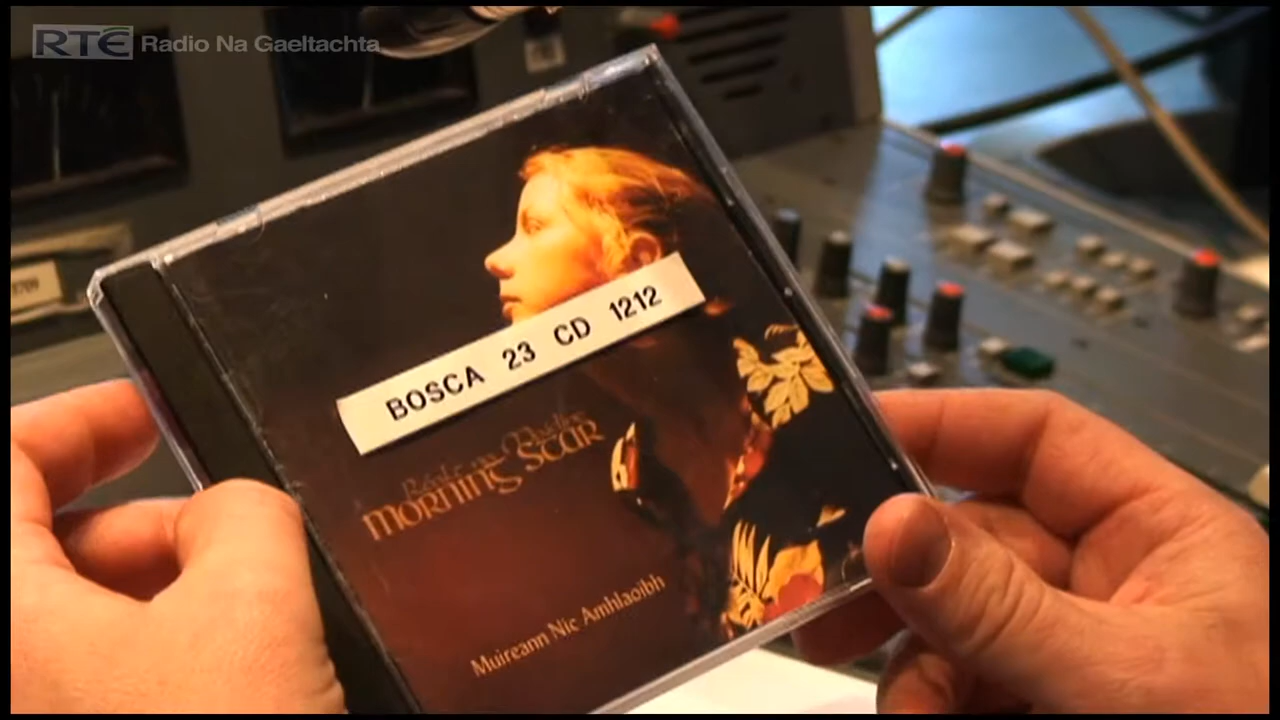 RTÉ Radio Na Gaeltachta
BOSCA 23 CD 1212
Réalt na Maidine
MORNING STAR
Muireann Nic Amhlaoibh